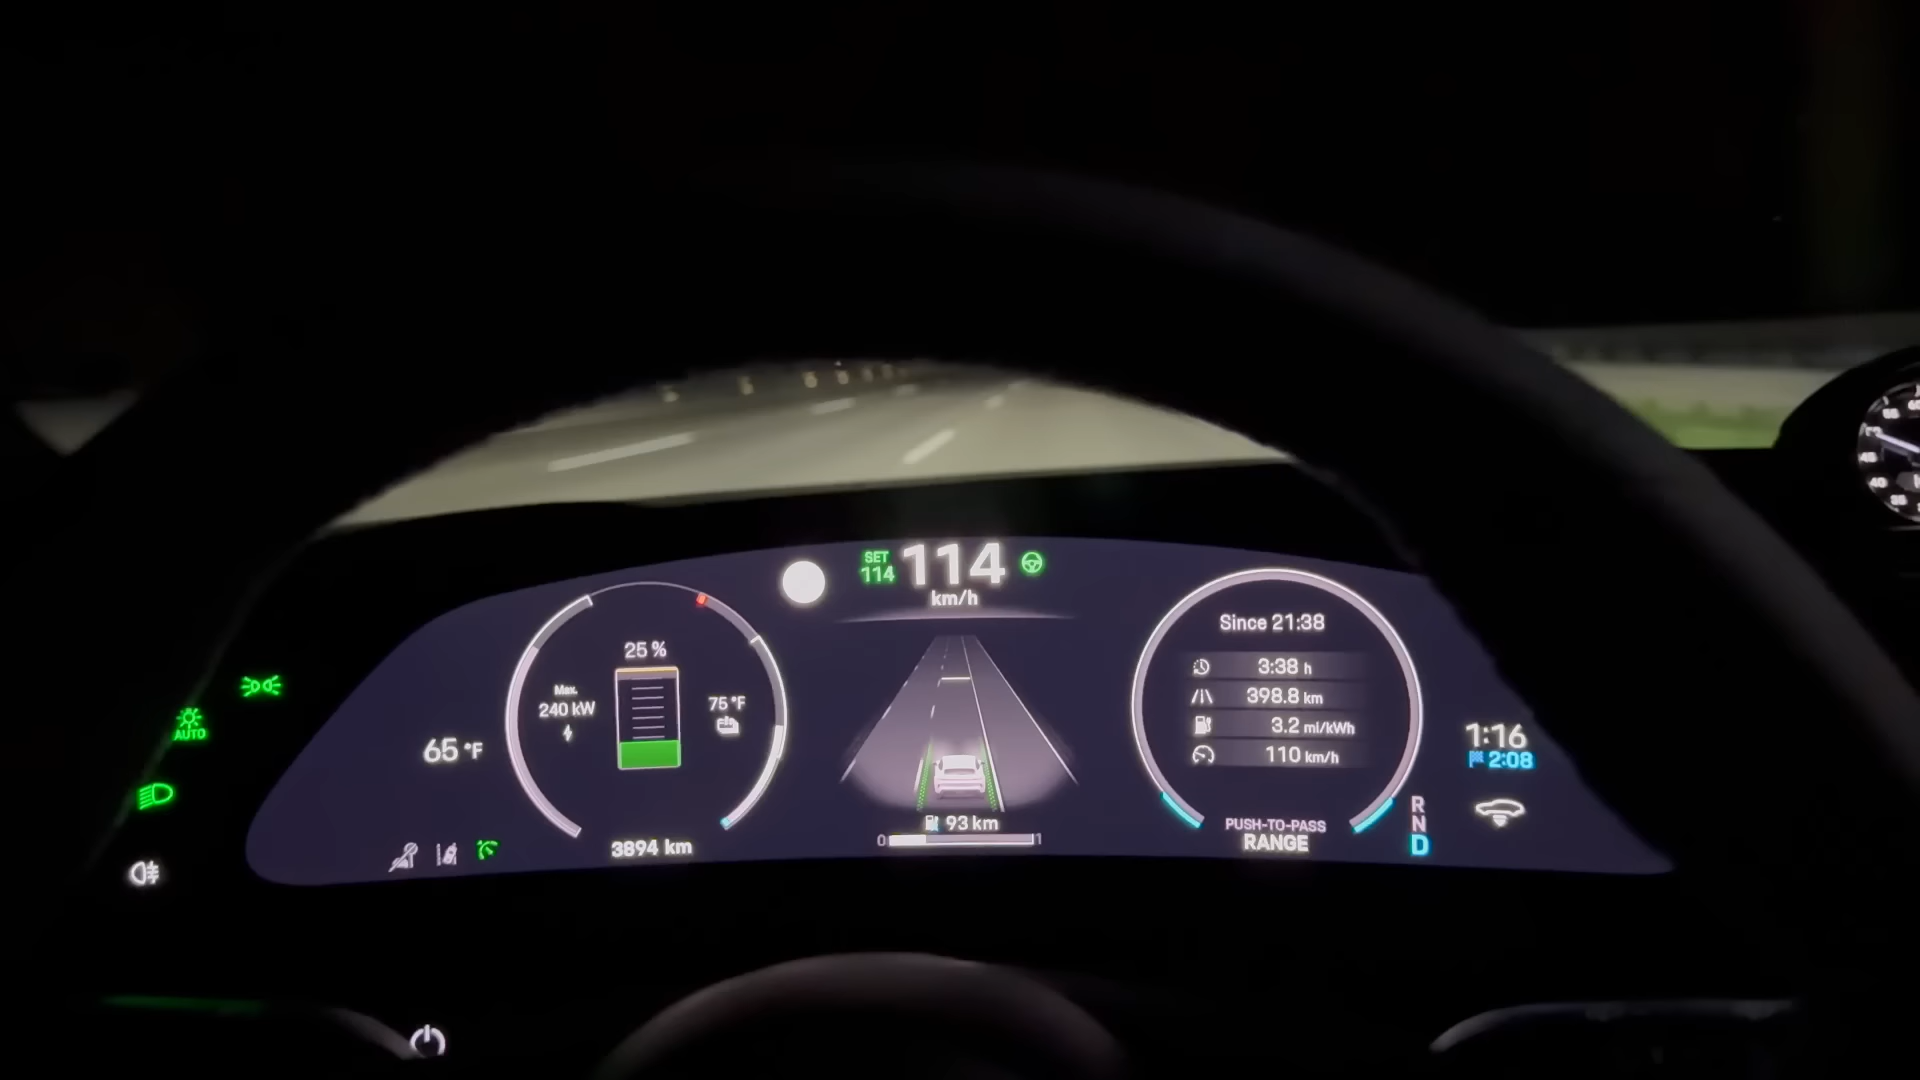 SET
114
114
km/h
25 %
Max.
240 kW
75 °F
65 °F
AUTO
3894 km
93 km
0
1
Since 21:38
3:38 h
398.8 km
3.2 mi/kWh
110 km/h
PUSH-TO-PASS
RANGE
R
N
D
1:16
2:08
40